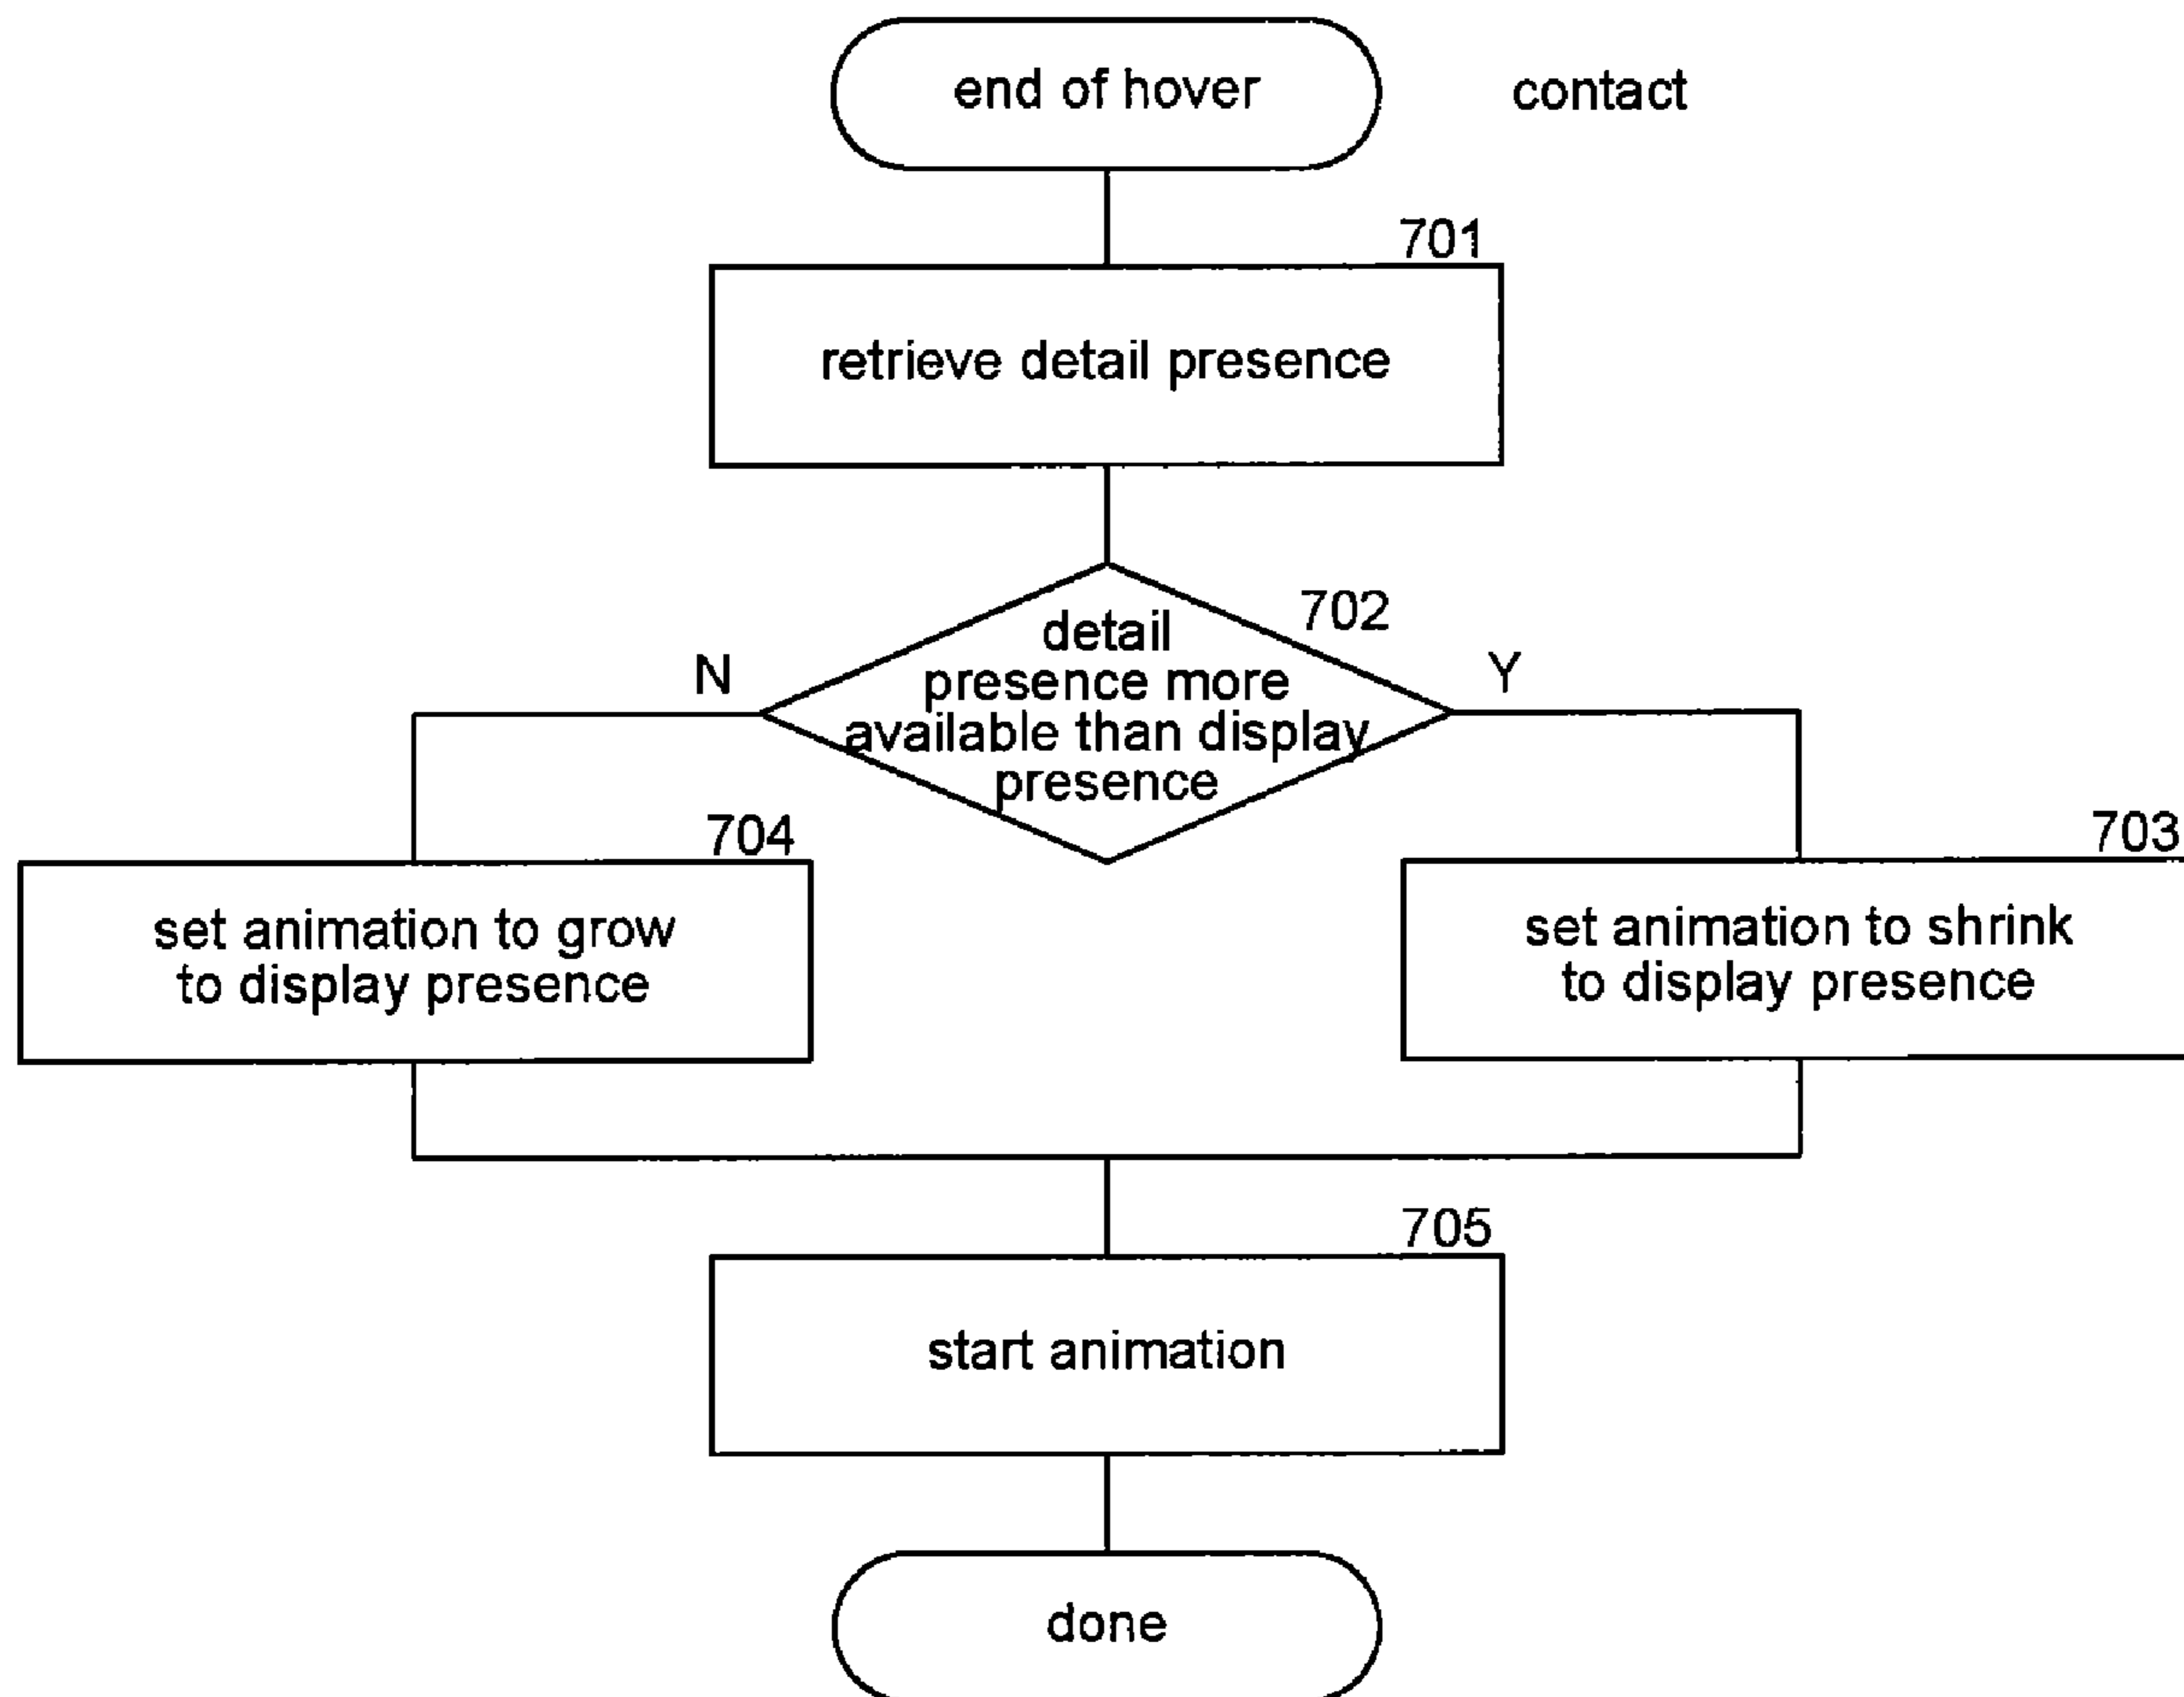 end of hover
contact
701
retrieve detail presence
702
detail
presence more
available than display
presence
N
Y
704
703
set animation to grow
to display presence
set animation to shrink
to display presence
705
start animation
done